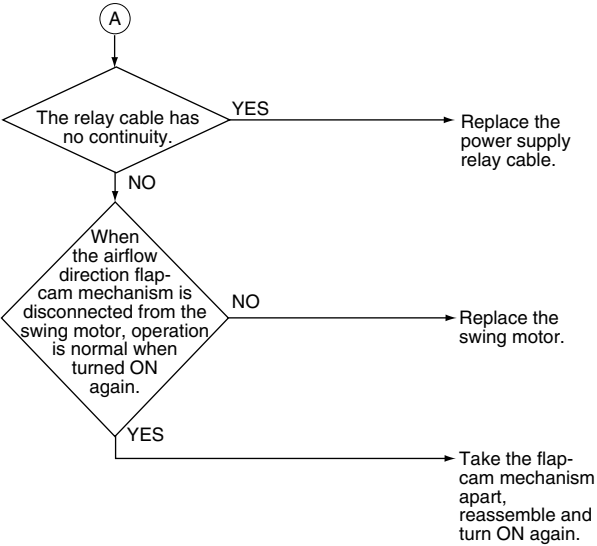 A
The relay cable has
no continuity.
YES
Replace the
power supply
relay cable.
NO
When
the airflow
direction flap-
cam mechanism is
disconnected from the
swing motor, operation
is normal when
turned ON
again.
NO
Replace the
swing motor.
YES
Take the flap-
cam mechanism
apart,
reassemble and
turn ON again.